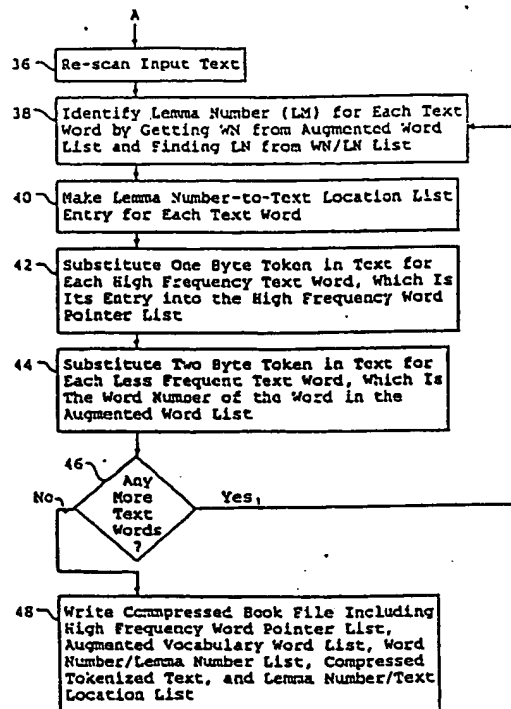 A
36 Re-scan Input Text
38 Identify Lemma Number (LM) for Each Text
Word by Getting WN from Augmented Word
List and Finding LN from WN/LN List
40 Make Lemma Number-to-Text Location List
Entry for Each Text Word
42 Substitute One Byte Token in Text for
Each High Frequency Text Word, Which Is
Its Entry into the High Frequency Word
Pointer List
44 Substitute Two Byte Token in Text for
Each Less Frequent Text Word, Which Is
The Word Number of the Word in the
Augmented Word List
46
Any
More
Text
Words
?
No
Yes,
48 Write Commpressed Book File Including
High Frequency Word Pointer List,
Augmented Vocabulary Word List, Word
Number/Lemma Number List, Compressed
Tokenized Text, and Lemma Number/Text
Location List